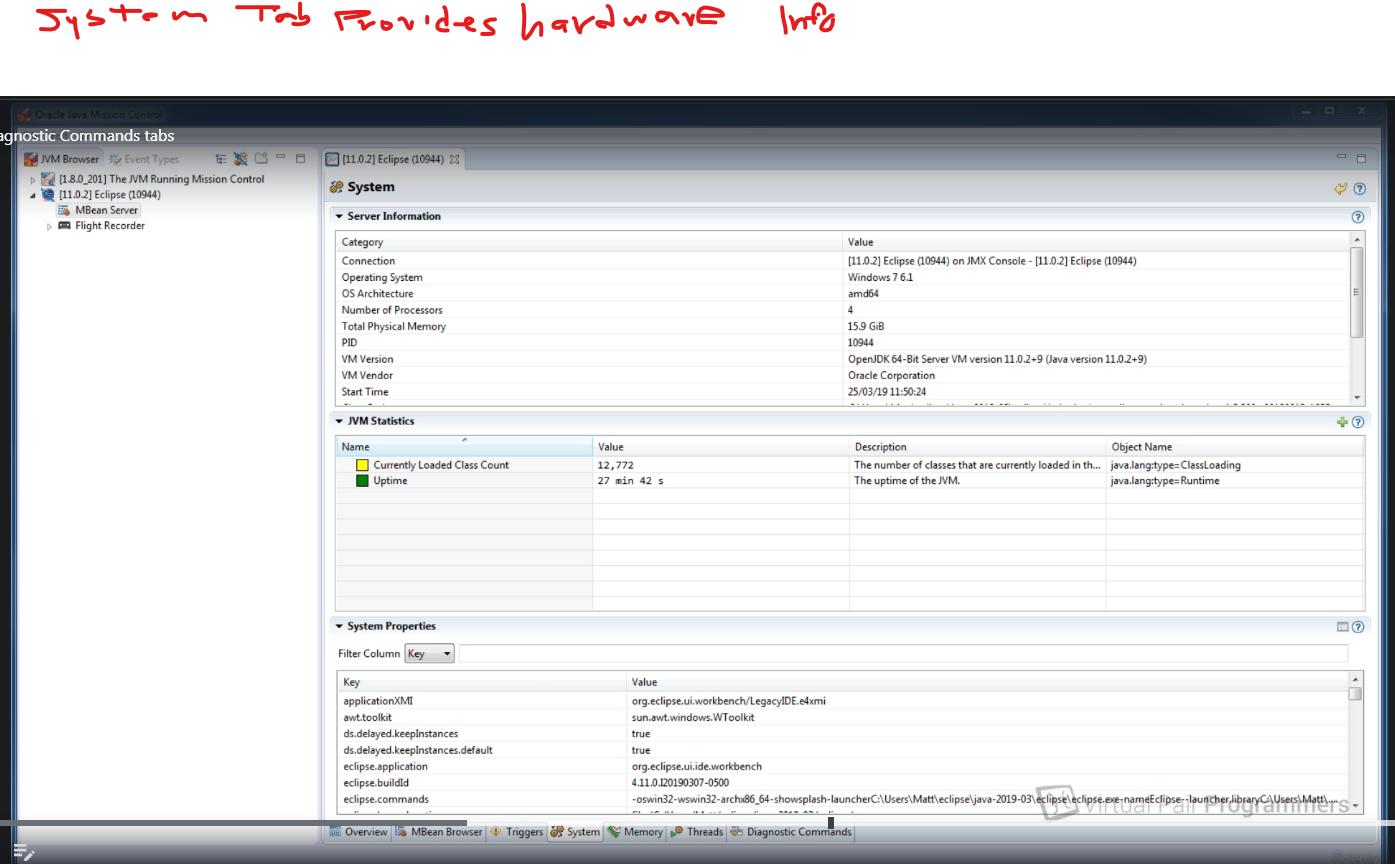 System Tab Provides hardware Info
Oracle Java Mission Control
agnostic Commands tabs
JVM Browser Event Types
[1.8.0_201] The JVM Running Mission Control
[11.0.2] Eclipse (10944)
MBean Server
Flight Recorder
[11.0.2] Eclipse (10944)
System
Server Information
Category Value
Connection [11.0.2] Eclipse (10944) on JMX Console - [11.0.2] Eclipse (10944)
Operating System Windows 7 6.1
OS Architecture amd64
Number of Processors 4
Total Physical Memory 15.9 GiB
PID 10944
VM Version OpenJDK 64-Bit Server VM version 11.0.2+9 (Java version 11.0.2+9)
VM Vendor Oracle Corporation
Start Time 25/03/19 11:50:24
JVM Statistics
Name Value Description Object Name
Currently Loaded Class Count 12,772 The number of classes that are currently loaded in th... java.lang:type=ClassLoading
Uptime 27 min 42 s The uptime of the JVM. java.lang:type=Runtime
System Properties
Filter Column Key
Key Value
applicationXMI org.eclipse.ui.workbench/LegacyIDE.e4xmi
awt.toolkit sun.awt.windows.WToolkit
ds.delayed.keepInstances true
ds.delayed.keepInstances.default true
eclipse.application org.eclipse.ui.ide.workbench
eclipse.buildId 4.11.0.I20190307-0500
eclipse.commands -oswin32-wswin32-archx86_64-showsplash-launcherC:\Users\Matt\eclipse\java-2019-03\eclipse\eclipse.exe-nameEclipse--launcher.libraryC:\Users\Matt\....
Virtual Pair Programmers
Overview MBean Browser Triggers System Memory Threads Diagnostic Commands